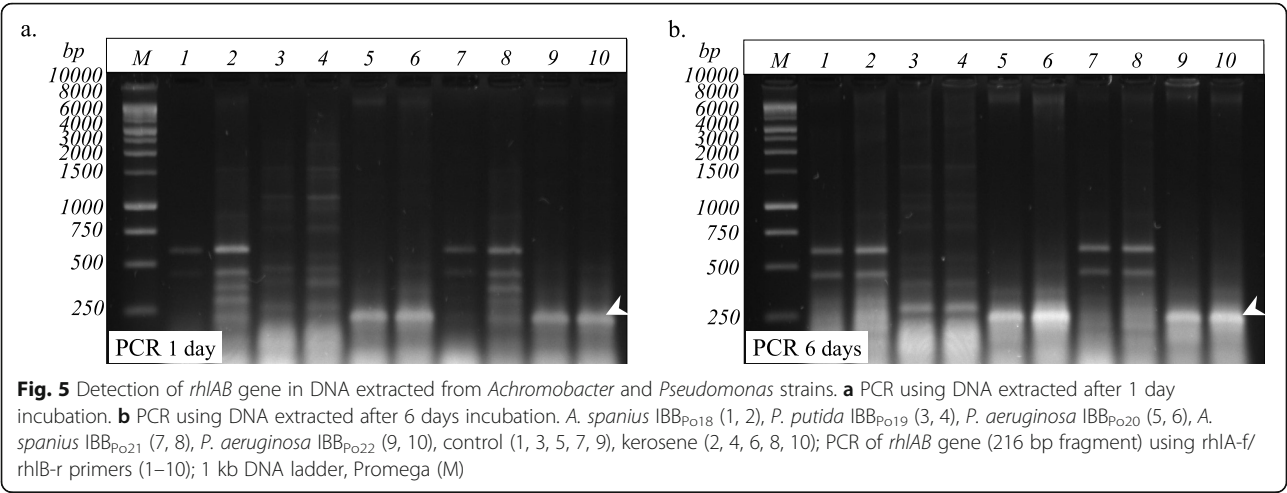 a.
bp M 1 2 3 4 5 6 7 8 9 10
10000
8000
6000
4000
3000
2000
1500
1000
750
500
250
PCR 1 day
b.
bp M 1 2 3 4 5 6 7 8 9 10
10000
8000
6000
4000
3000
2000
1500
1000
750
500
250
PCR 6 days
Fig. 5 Detection of rhlAB gene in DNA extracted from Achromobacter and Pseudomonas strains. a PCR using DNA extracted after 1 day
incubation. b PCR using DNA extracted after 6 days incubation. A. spanius IBBPo18 (1, 2), P. putida IBBPo19 (3, 4), P. aeruginosa IBBPo20 (5, 6), A.
spanius IBBPo21 (7, 8), P. aeruginosa IBBPo22 (9, 10), control (1, 3, 5, 7, 9), kerosene (2, 4, 6, 8, 10); PCR of rhlAB gene (216 bp fragment) using rhlA-f/
rhlB-r primers (1–10); 1 kb DNA ladder, Promega (M)